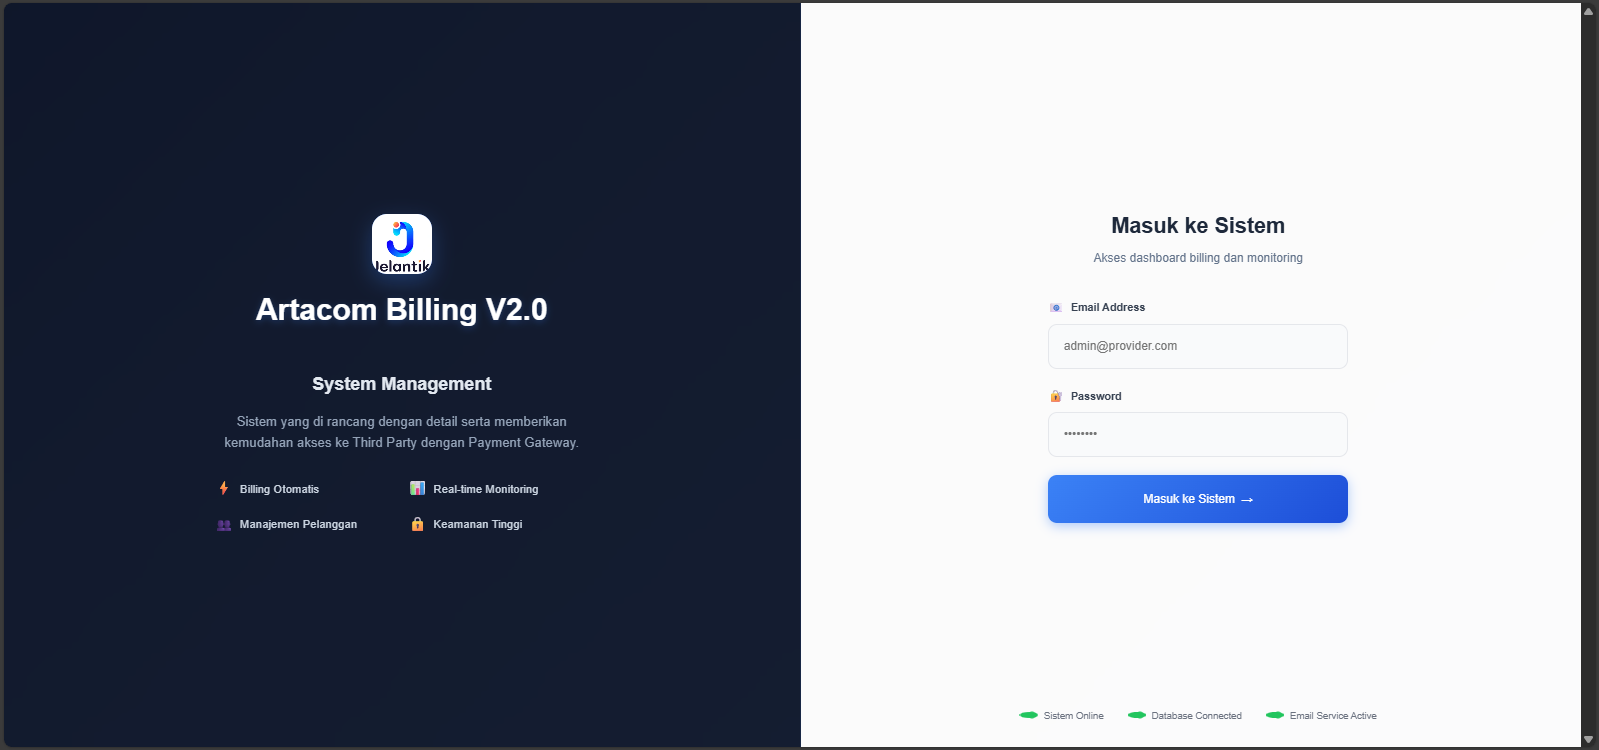 Jelantik
Artacom Billing V2.0
System Management
Sistem yang di rancang dengan detail serta memberikan
kemudahan akses ke Third Party dengan Payment Gateway.
Billing Otomatis
Real-time Monitoring
Manajemen Pelanggan
Keamanan Tinggi
Masuk ke Sistem
Akses dashboard billing dan monitoring
Email Address
admin@provider.com
Password
••••••••
Masuk ke Sistem →
Sistem Online
Database Connected
Email Service Active